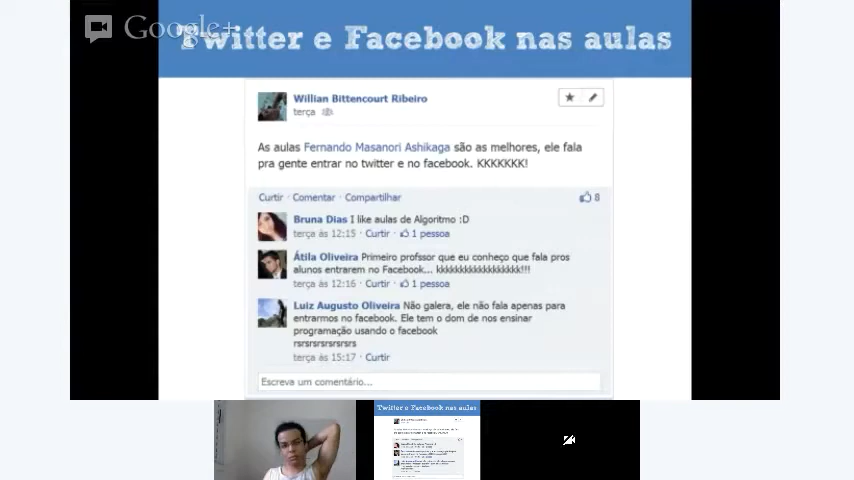 Google+
Twitter e Facebook nas aulas
Willian Bittencourt Ribeiro
terça
As aulas Fernando Masanori Ashikaga são as melhores, ele fala
pra gente entrar no twitter e no facebook. KKKKKKK!
Curtir · Comentar · Compartilhar 8
Bruna Dias I like aulas de Algoritmo :D
terça às 12:15 · Curtir · 1 pessoa
Átila Oliveira Primeiro profssor que eu conheço que fala pros
alunos entrarem no Facebook... kkkkkkkkkkkkkkkkkk!!!
terça às 12:16 · Curtir · 1 pessoa
Luiz Augusto Oliveira Não galera, ele não fala apenas para
entrarmos no facebook. Ele tem o dom de nos ensinar
programação usando o facebook
rsrsrsrsrsrsrs
terça às 15:17 · Curtir
Escreva um comentário...
Twitter e Facebook nas aulas